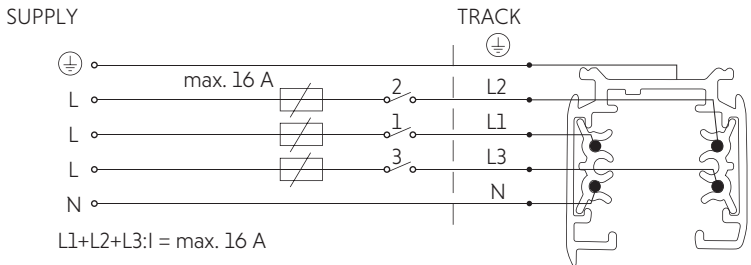 SUPPLY TRACK
⏚ ⏚
max. 16 A
L 2 L2
L 1 L1
L 3 L3
N N
L1+L2+L3:I = max. 16 A